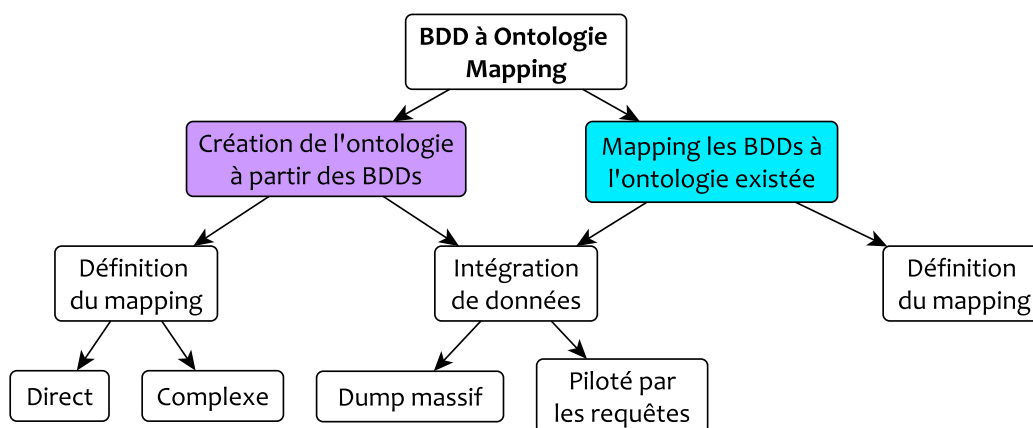 BDD à Ontologie
Mapping
Création de l'ontologie
à partir des BDDs
Mapping les BDDs à
l'ontologie existée
Définition
du mapping
Intégration
de données
Définition
du mapping
Direct
Complexe
Dump massif
Piloté par
les requêtes